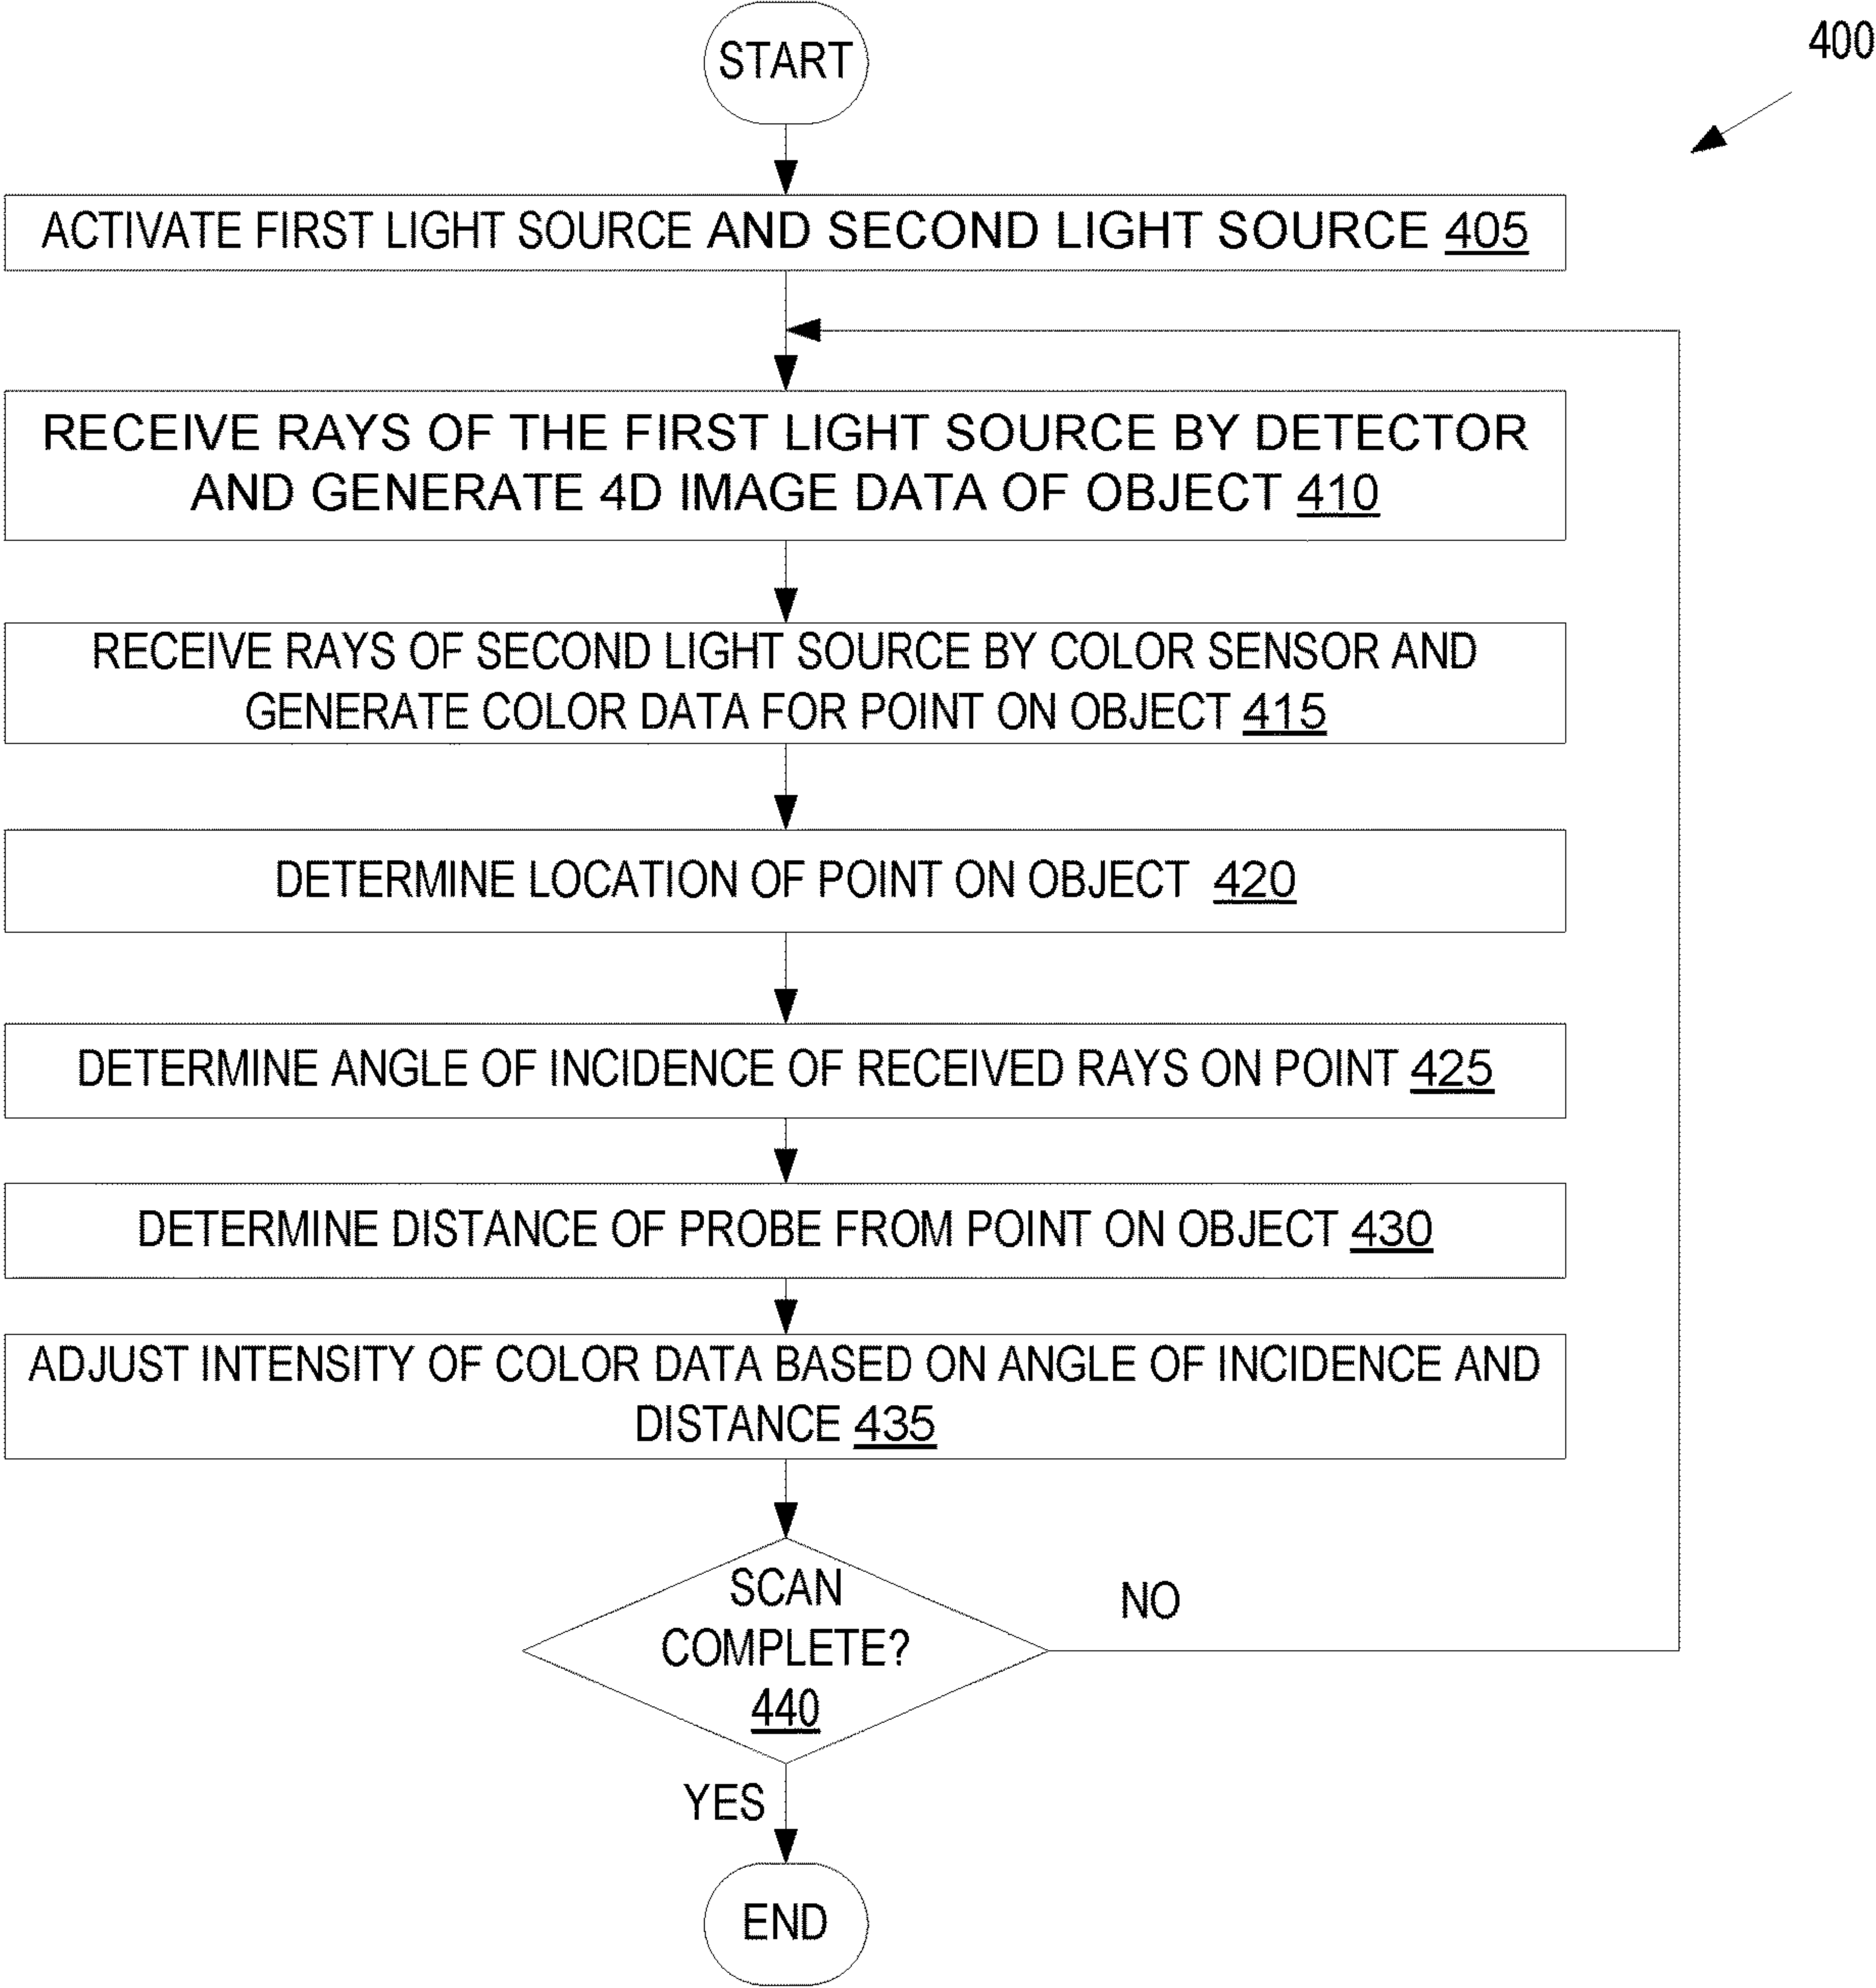 START
400
ACTIVATE FIRST LIGHT SOURCE AND SECOND LIGHT SOURCE 405
RECEIVE RAYS OF THE FIRST LIGHT SOURCE BY DETECTOR
AND GENERATE 4D IMAGE DATA OF OBJECT 410
RECEIVE RAYS OF SECOND LIGHT SOURCE BY COLOR SENSOR AND
GENERATE COLOR DATA FOR POINT ON OBJECT 415
DETERMINE LOCATION OF POINT ON OBJECT 420
DETERMINE ANGLE OF INCIDENCE OF RECEIVED RAYS ON POINT 425
DETERMINE DISTANCE OF PROBE FROM POINT ON OBJECT 430
ADJUST INTENSITY OF COLOR DATA BASED ON ANGLE OF INCIDENCE AND
DISTANCE 435
SCAN
COMPLETE?
440
NO
YES
END